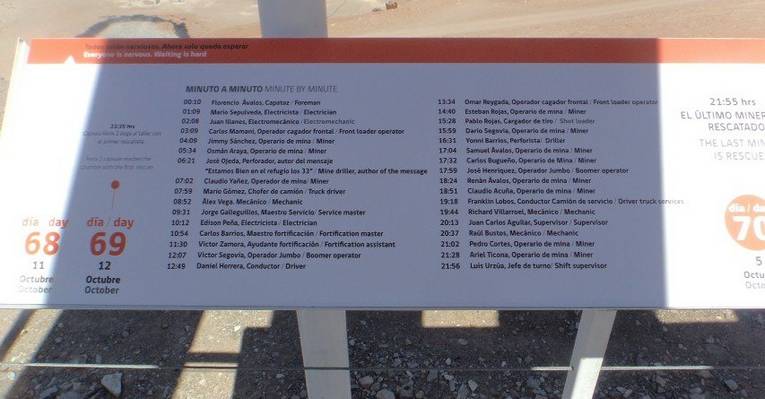 Todos están nerviosos. Ahora solo queda esperar
Everyone is nervous. Waiting is hard
MINUTO A MINUTO MINUTE BY MINUTE
00:10 Florencio Ávalos, Capataz / Foreman
01:09 Mario Sepulveda, Electricista / Electrician
02:08 Juan Illanes, Electromecánico / Electromechanic
03:09 Carlos Mamani, Operador cagador frontal / Front loader operator
04:09 Jimmy Sánchez, Operario de mina / Miner
05:34 Osmán Araya, Operario de mina / Miner
06:21 José Ojeda, Perforador, autor del mensaje
"Estamos Bien en el refugio los 33" / Mine driller, author of the message
07:02 Claudio Yañez, Operador de mina / Miner
07:59 Mario Gómez, Chofer de camión / Truck driver
08:52 Álex Vega, Mecánico / Mechanic
09:31 Jorge Galleguillos, Maestro Servicio / Service master
10:12 Edison Peña, Electricista / Electrician
10:54 Carlos Barrios, Maestro fortificación / Fortification master
11:30 Víctor Zamora, Ayudante fortificación / Fortification assistant
12:07 Víctor Segovia, Operador Jumbo / Boomer operator
12:49 Daniel Herrera, Conductor / Driver
13:34 Omar Reygada, Operador cagador frontal / Front loader operator
14:40 Esteban Rojas, Operario de mina / Miner
15:28 Pablo Rojas, Cargador de tiro / Shot loader
15:59 Darío Segovia, Operario de mina / Miner
16:31 Yonni Barrios, Perforista / Driller
17:04 Samuel Ávalos, Operario de mina / Miner
17:32 Carlos Bugueño, Operario de mina / Miner
17:59 José Henríquez, Operador Jumbo / Boomer operator
18:24 Renán Ávalos, Operario de mina / Miner
18:51 Claudio Acuña, Operario de mina / Miner
19:18 Franklin Lobos, Conductor Camión de servicio / Driver truck services
19:44 Richard Villarroel, Mecánico / Mechanic
20:13 Juan Carlos Aguilar, Supervisor / Supervisor
20:37 Raúl Bustos, Mecánico / Mechanic
21:02 Pedro Cortes, Operario de mina / Miner
21:28 Ariel Ticona, Operario de mina / Miner
21:56 Luis Urzúa, Jefe de turno/ Shift supervisor
día / day
68
11
Octubre
October
día / day
69
12
Octubre
October
21:55 hrs
EL ÚLTIMO MINER
RESCATADO
THE LAST MIN
IS RESCUE
día / da
70
5
Octu
Octo